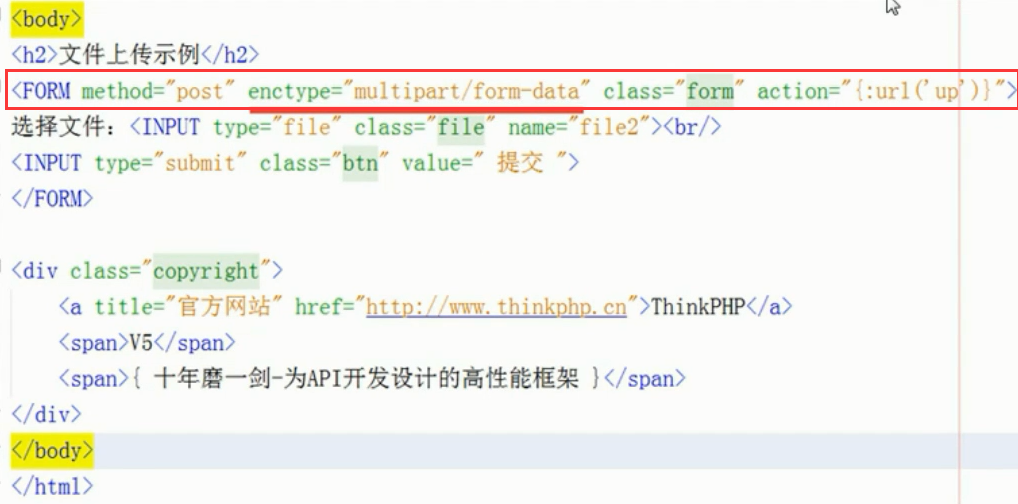 <body>
<h2>文件上传示例</h2>
<FORM method="post" enctype="multipart/form-data" class="form" action="{:url('up')}">
选择文件：<INPUT type="file" class="file" name="file2"><br/>
<INPUT type="submit" class="btn" value=" 提交 ">
</FORM>
<div class="copyright">
<a title="官方网站" href="http://www.thinkphp.cn">ThinkPHP</a>
<span>V5</span>
<span>{ 十年磨一剑-为API开发设计的高性能框架 }</span>
</div>
</body>
</html>